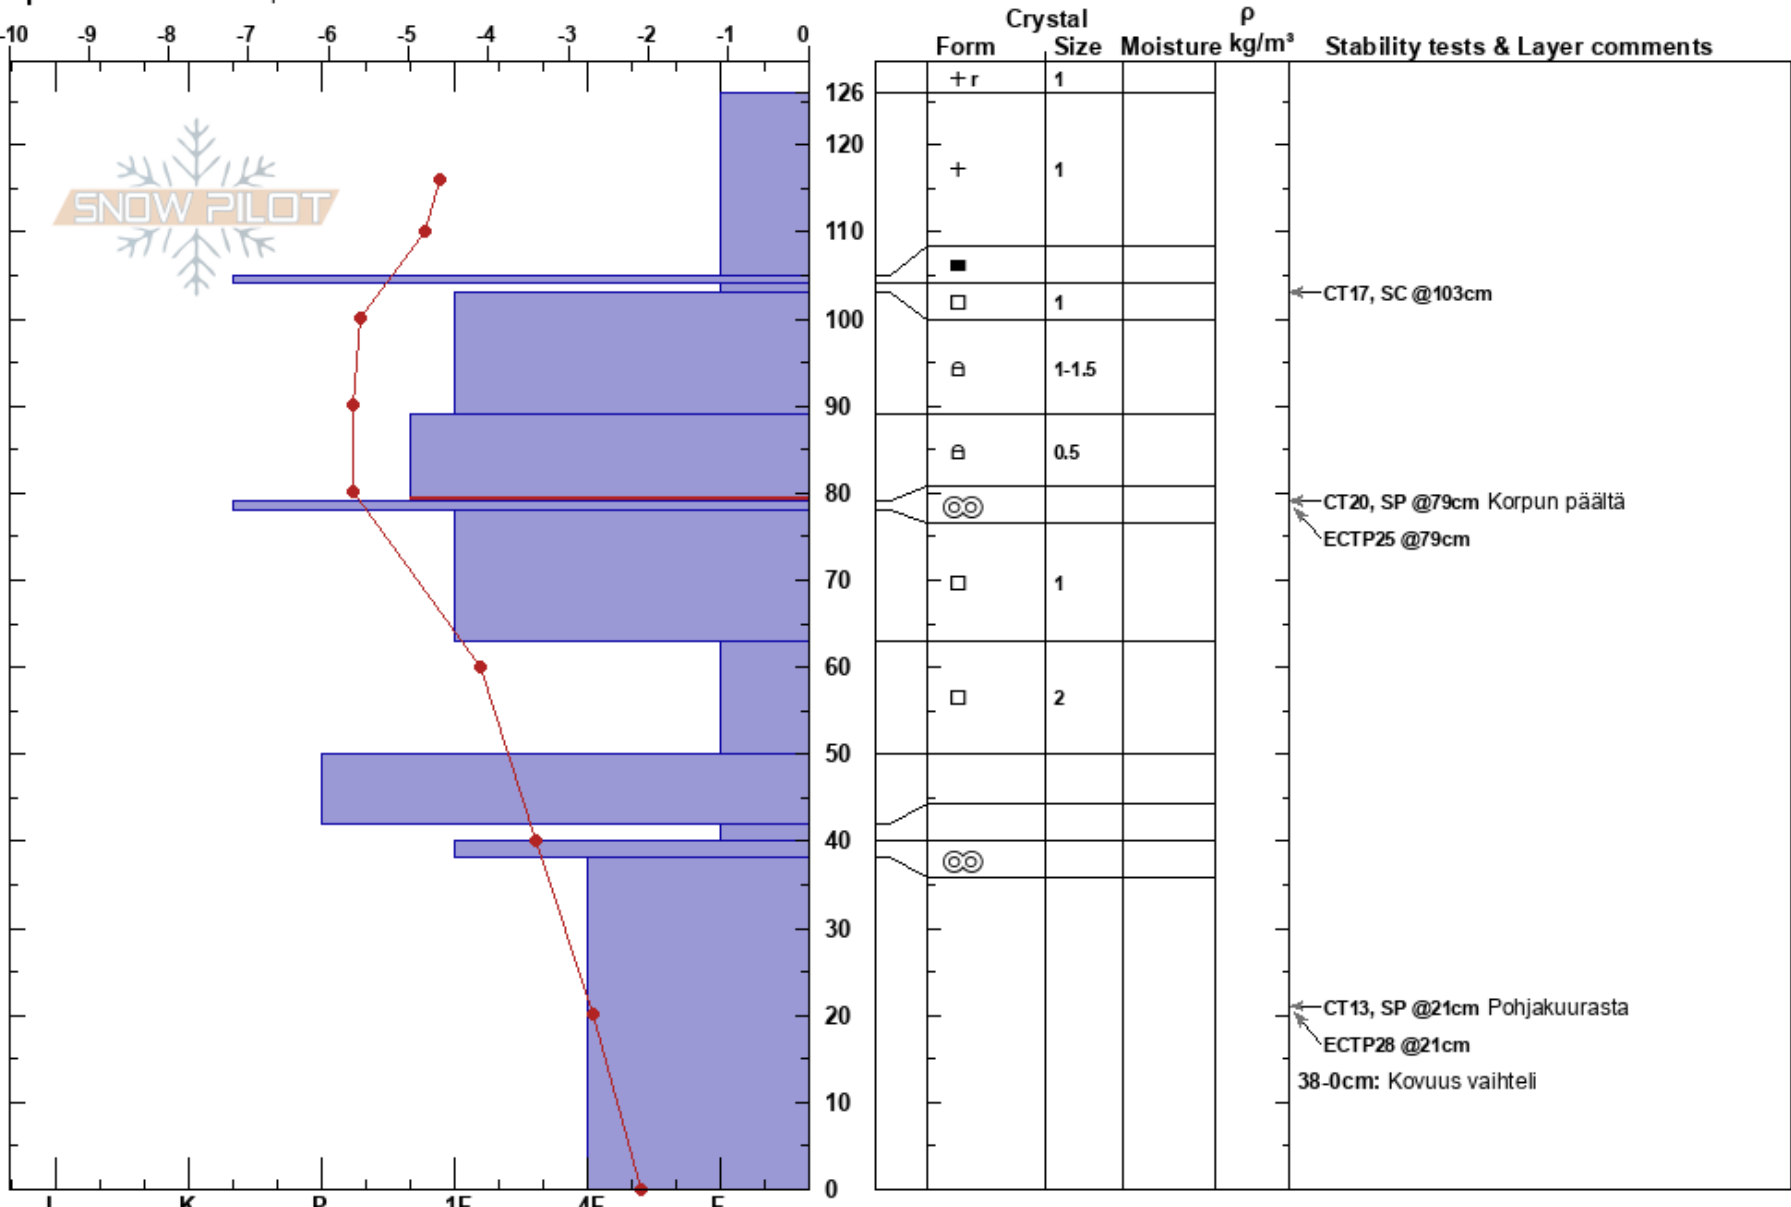 -10 -9 -8 -7 -6 -5 -4 -3 -2 -1 0
Crystal ρ
Form Size Moisture kg/m³ Stability tests & Layer comments
+ r 1
126
SNOW PILOT
120
+ 1
110
CT17, SC @103cm
1
100
1-1.5
90
0.5
80
CT20, SP @79cm Korpun päältä
ECTP25 @79cm
70
1
60
2
50
40
30
CT13, SP @21cm Pohjakuurasta
20
ECTP28 @21cm
38-0cm: Kovuus vaihteli
10
0
I K P 1F 4F F